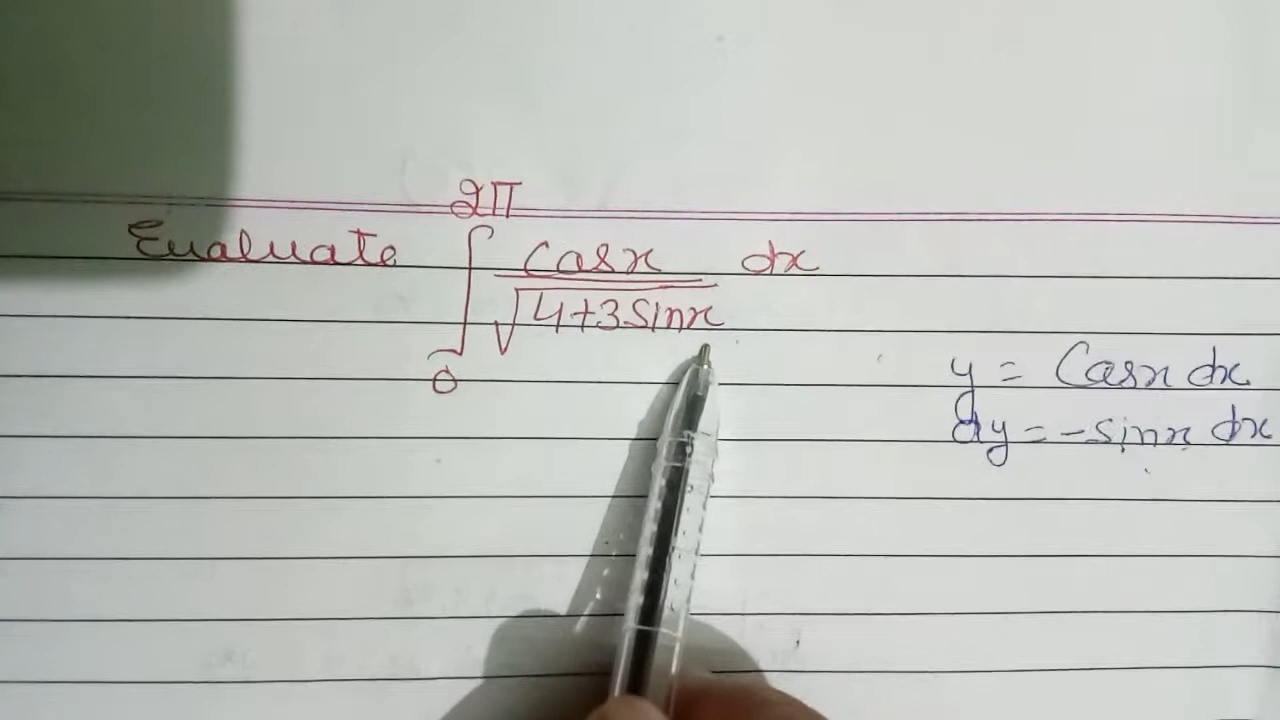 Evaluate ∫₀^2π cosx/√(4+3sinx) dx
y = Cosx dx
dy = -sinx dx